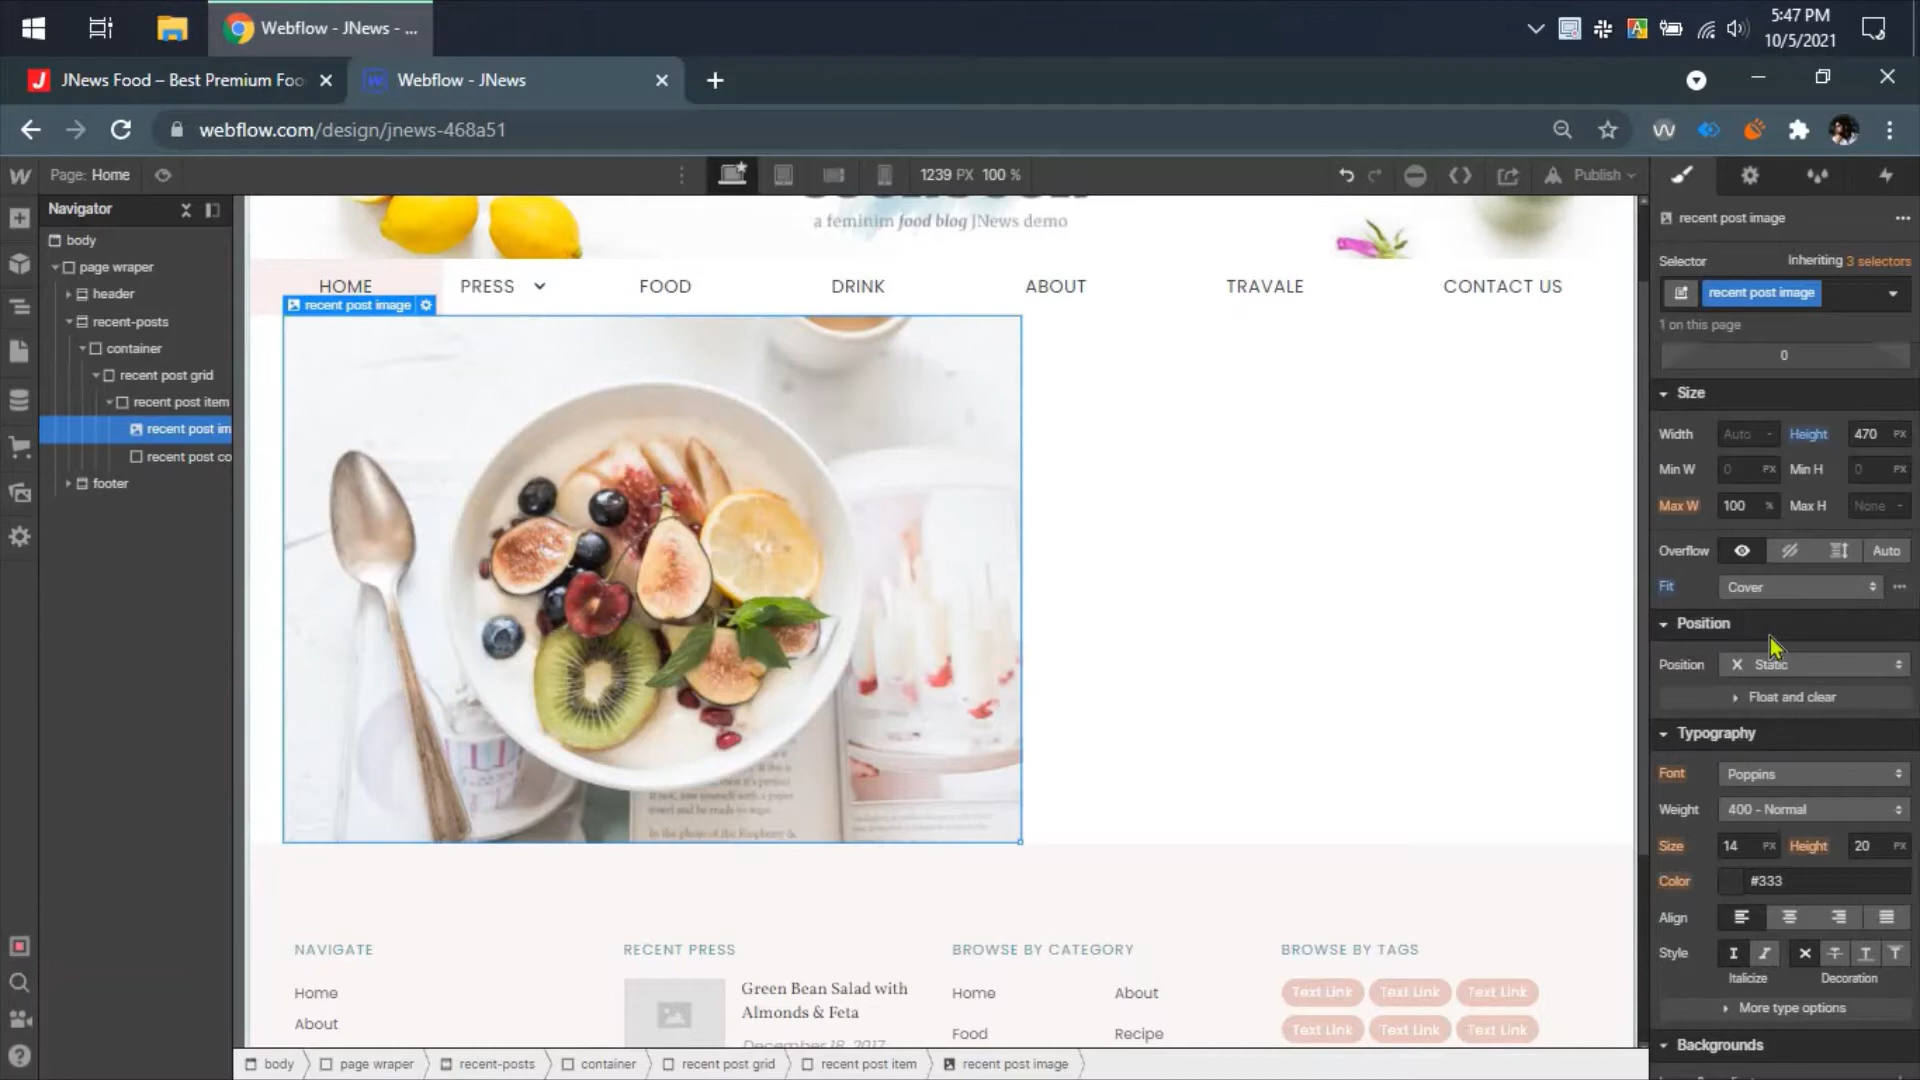 Webflow - JNews - ...
5:47 PM
10/5/2021
JNews Food – Best Premium Foo
Webflow - JNews
webflow.com/design/jnews-468a51
Page: Home
1239 PX 100 %
Publish
Navigator
body
page wraper
header
recent-posts
container
recent post grid
recent post item
recent post im
recent post co
footer
a feminim food blog JNews demo
HOME PRESS FOOD DRINK ABOUT TRAVALE CONTACT US
recent post image
NAVIGATE
Home
About
RECENT PRESS
Green Bean Salad with
Almonds & Feta
December 18, 2017
BROWSE BY CATEGORY
Home About
Food Recipe
BROWSE BY TAGS
Text Link Text Link Text Link
Text Link Text Link Text Link
body page wraper recent-posts container recent post grid recent post item recent post image
recent post image
Selector Inheriting 3 selectors
recent post image
1 on this page
0
Size
Width Auto - Height 470 PX
Min W 0 PX Min H 0 PX
Max W 100 % Max H None -
Overflow Auto
Fit Cover
Position
Position Static
Float and clear
Typography
Font Poppins
Weight 400 - Normal
Size 14 PX Height 20 PX
Color #333
Align
Style
Italicize Decoration
More type options
Backgrounds